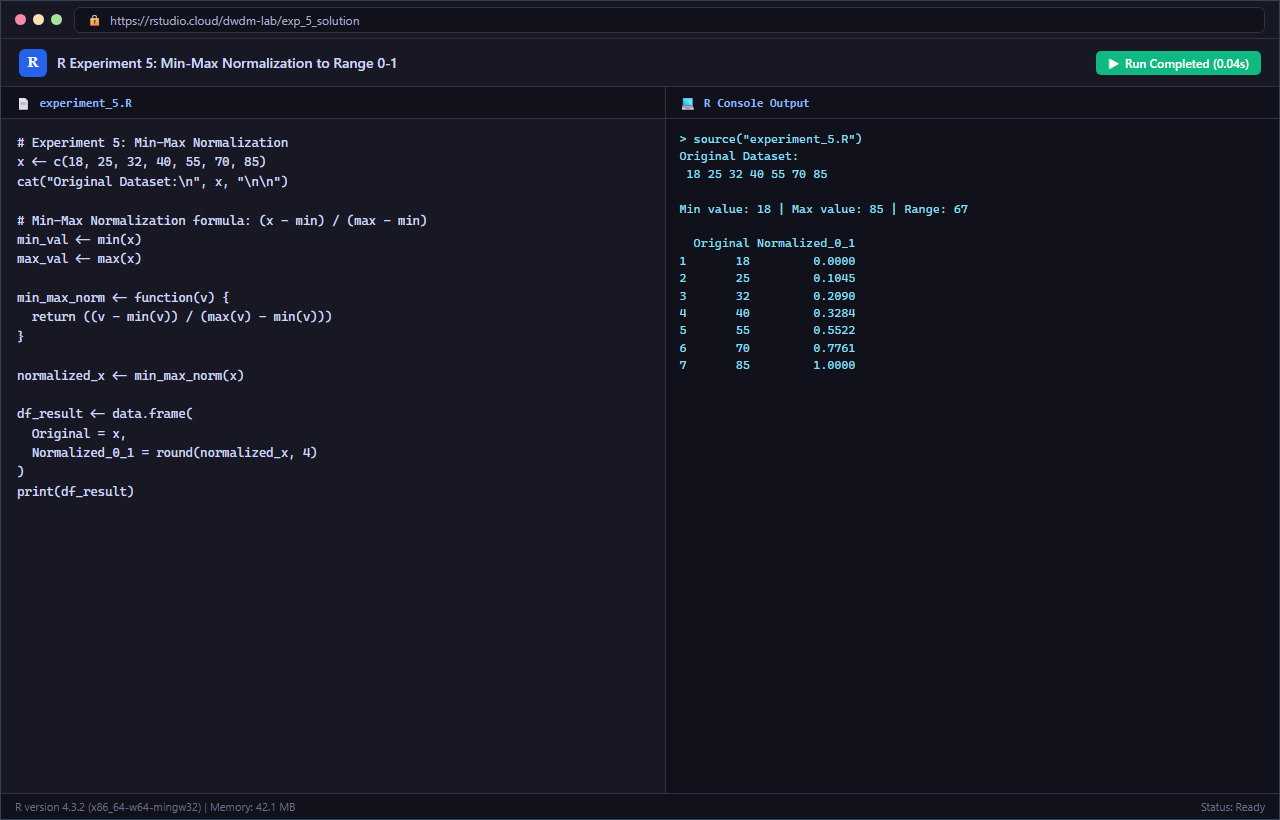 https://rstudio.cloud/dwdm-lab/exp_5_solution
R R Experiment 5: Min-Max Normalization to Range 0-1
▶ Run Completed (0.04s)
experiment_5.R
# Experiment 5: Min-Max Normalization
x <- c(18, 25, 32, 40, 55, 70, 85)
cat("Original Dataset:\n", x, "\n\n")
# Min-Max Normalization formula: (x - min) / (max - min)
min_val <- min(x)
max_val <- max(x)
min_max_norm <- function(v) {
  return ((v - min(v)) / (max(v) - min(v)))
}
normalized_x <- min_max_norm(x)
df_result <- data.frame(
  Original = x,
  Normalized_0_1 = round(normalized_x, 4)
)
print(df_result)
R Console Output
> source("experiment_5.R")
Original Dataset:
 18 25 32 40 55 70 85
Min value: 18 | Max value: 85 | Range: 67
  Original Normalized_0_1
1       18         0.0000
2       25         0.1045
3       32         0.2090
4       40         0.3284
5       55         0.5522
6       70         0.7761
7       85         1.0000
R version 4.3.2 (x86_64-w64-mingw32) | Memory: 42.1 MB
Status: Ready